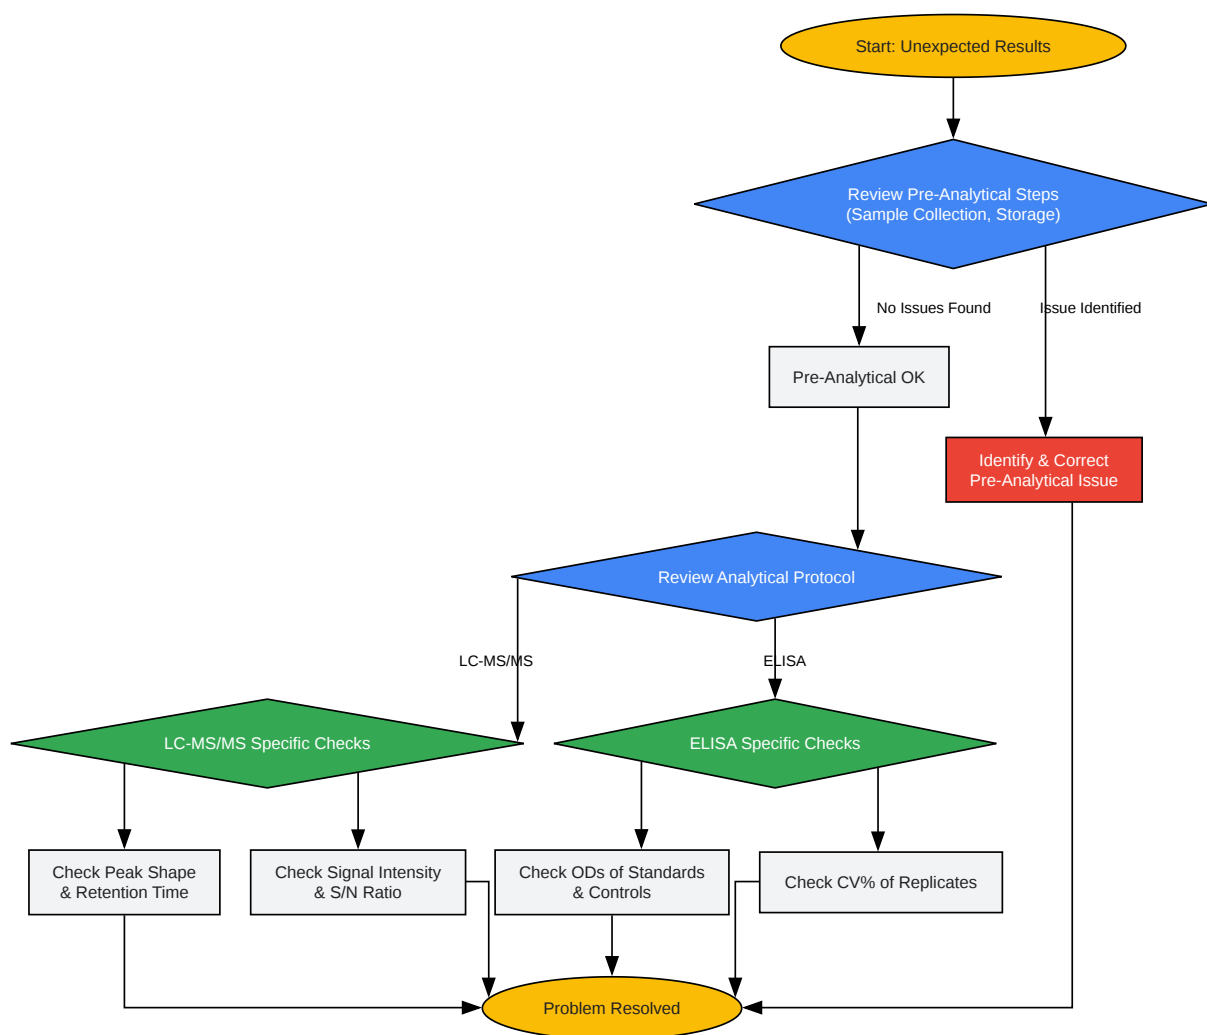 Start: Unexpected Results
Review Pre-Analytical Steps
(Sample Collection, Storage)
No Issues Found
Issue Identified
Pre-Analytical OK
Identify & Correct
Pre-Analytical Issue
Review Analytical Protocol
LC-MS/MS
ELISA
LC-MS/MS Specific Checks
ELISA Specific Checks
Check Peak Shape
& Retention Time
Check Signal Intensity
& S/N Ratio
Check ODs of Standards
& Controls
Check CV% of Replicates
Problem Resolved